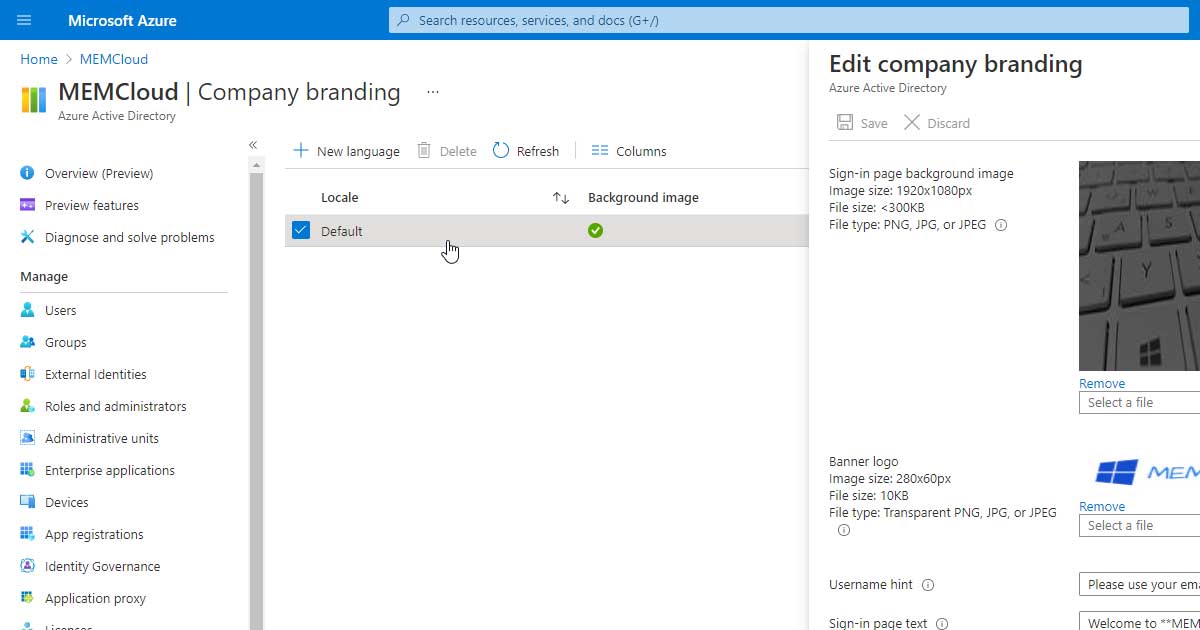 Microsoft Azure
Search resources, services, and docs (G+/)
Home > MEMCloud
MEMCloud | Company branding ...
Azure Active Directory
«
Overview (Preview)
Preview features
Diagnose and solve problems
Manage
Users
Groups
External Identities
Roles and administrators
Administrative units
Enterprise applications
Devices
App registrations
Identity Governance
Application proxy
Licenses
New language Delete Refresh Columns
Locale Background image
Default
Edit company branding
Azure Active Directory
Save Discard
Sign-in page background image
Image size: 1920x1080px
File size: <300KB
File type: PNG, JPG, or JPEG
W
A S
Y
Remove
Select a file
Banner logo
Image size: 280x60px
File size: 10KB
File type: Transparent PNG, JPG, or JPEG
MEM
Remove
Select a file
Username hint
Please use your ema
Sign-in page text
Welcome to **MEM